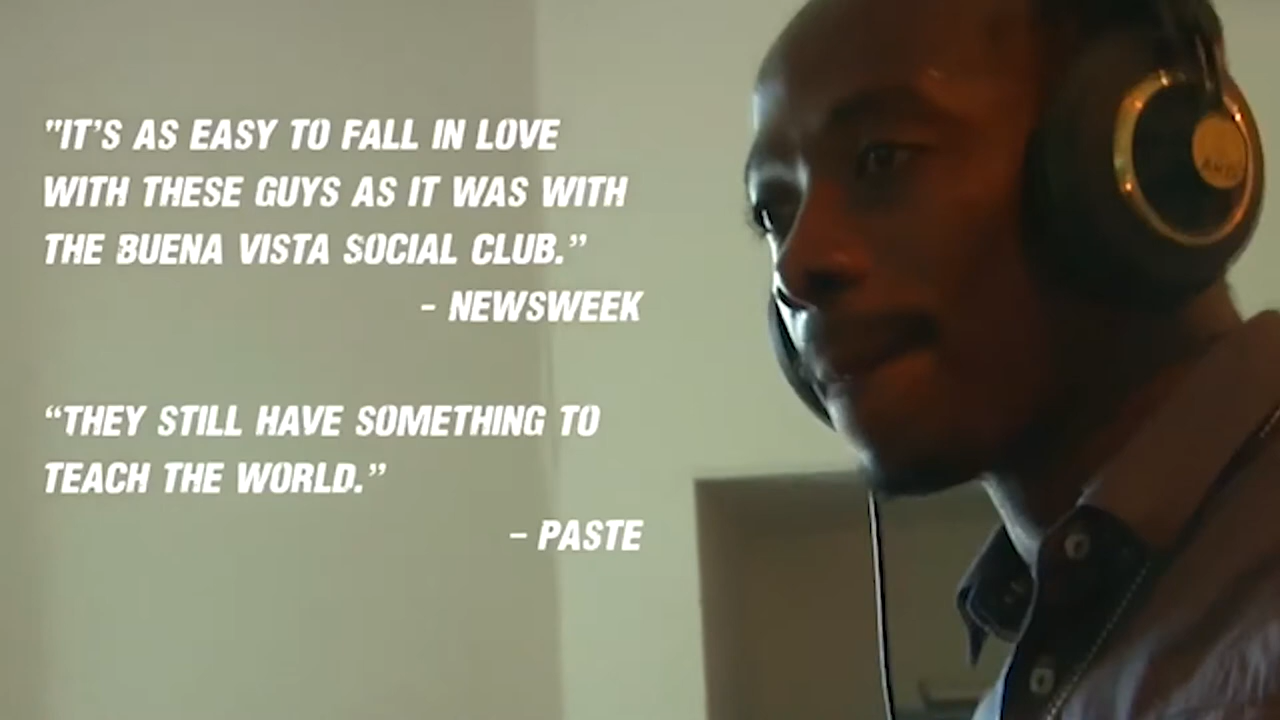 "IT'S AS EASY TO FALL IN LOVE
WITH THESE GUYS AS IT WAS WITH
THE BUENA VISTA SOCIAL CLUB."
- NEWSWEEK
“THEY STILL HAVE SOMETHING TO
TEACH THE WORLD.”
- PASTE